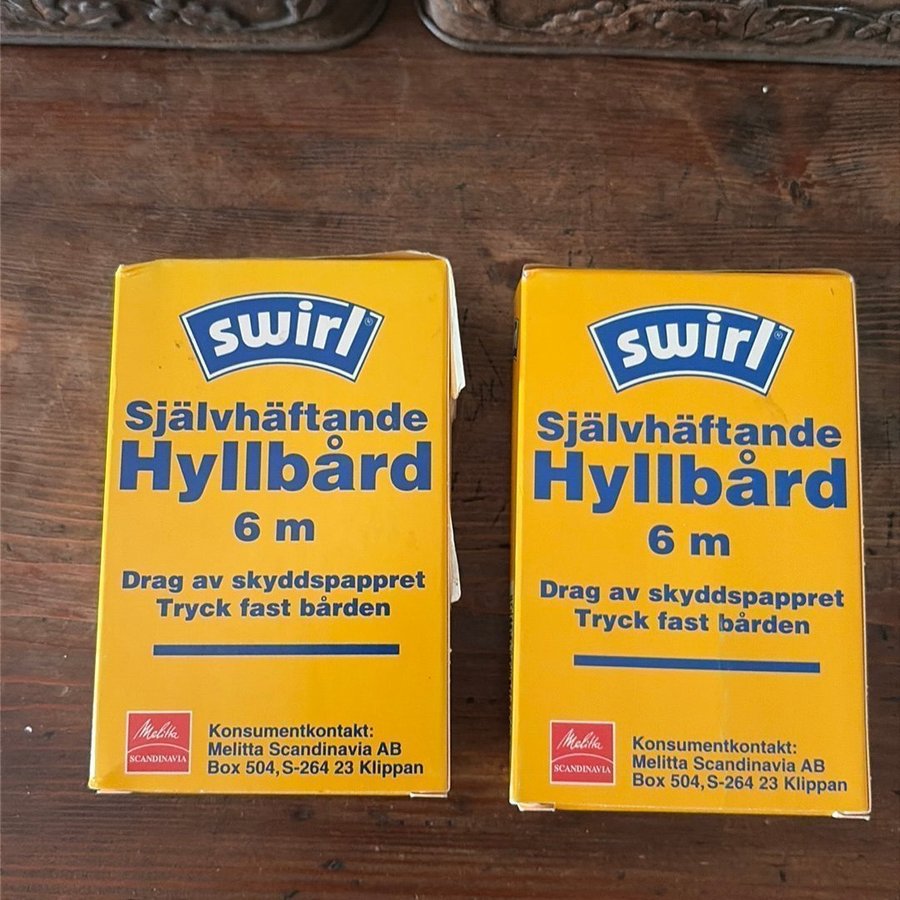 swirl
Självhäftande
Hyllbård
6 m
Drag av skyddspappret
Tryck fast bården
Melitta
SCANDINAVIA
Konsumentkontakt:
Melitta Scandinavia AB
Box 504, S-264 23 Klippan
swirl
Självhäftande
Hyllbård
6 m
Drag av skyddspappret
Tryck fast bården
Melitta
SCANDINAVIA
Konsumentkontakt:
Melitta Scandinavia AB
Box 504, S-264 23 Klippan